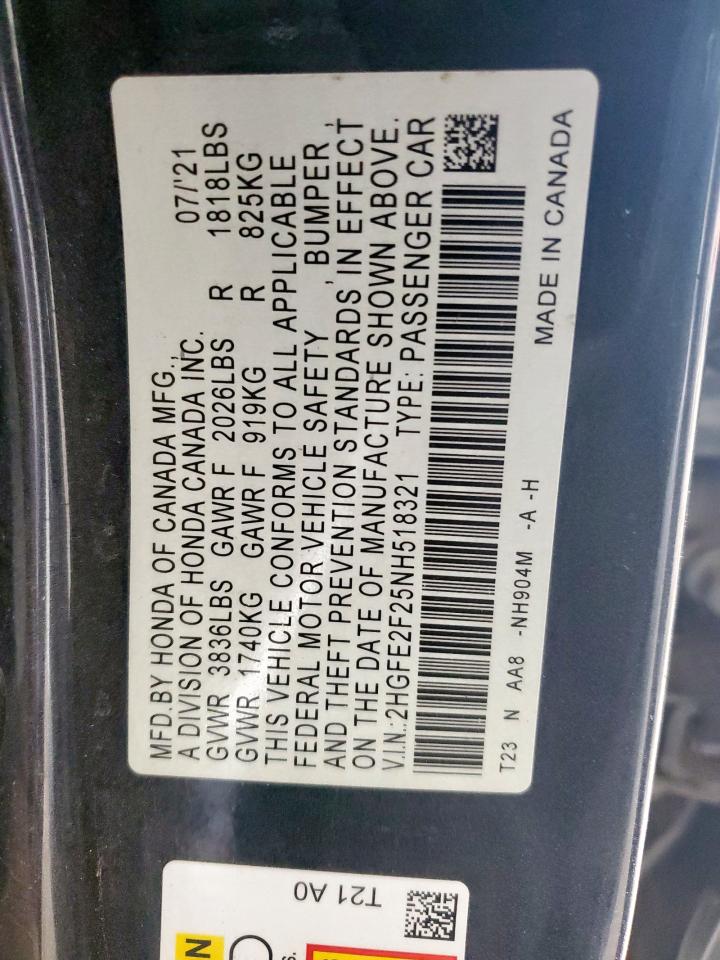 MFD.BY HONDA OF CANADA MFG., 07/'21
A DIVISION OF HONDA CANADA INC.
GVWR 3836LBS GAWR F 2026LBS R 1818LBS
GVWR 1740KG GAWR F 919KG R 825KG
THIS VEHICLE CONFORMS TO ALL APPLICABLE
FEDERAL MOTOR VEHICLE SAFETY , BUMPER ,
AND THEFT PREVENTION STANDARDS IN EFFECT
ON THE DATE OF MANUFACTURE SHOWN ABOVE.
V.I.N.:2HGFE2F25NH518321 TYPE: PASSENGER CAR
T23 N AA8 -NH904M -A -H MADE IN CANADA
T21 A0